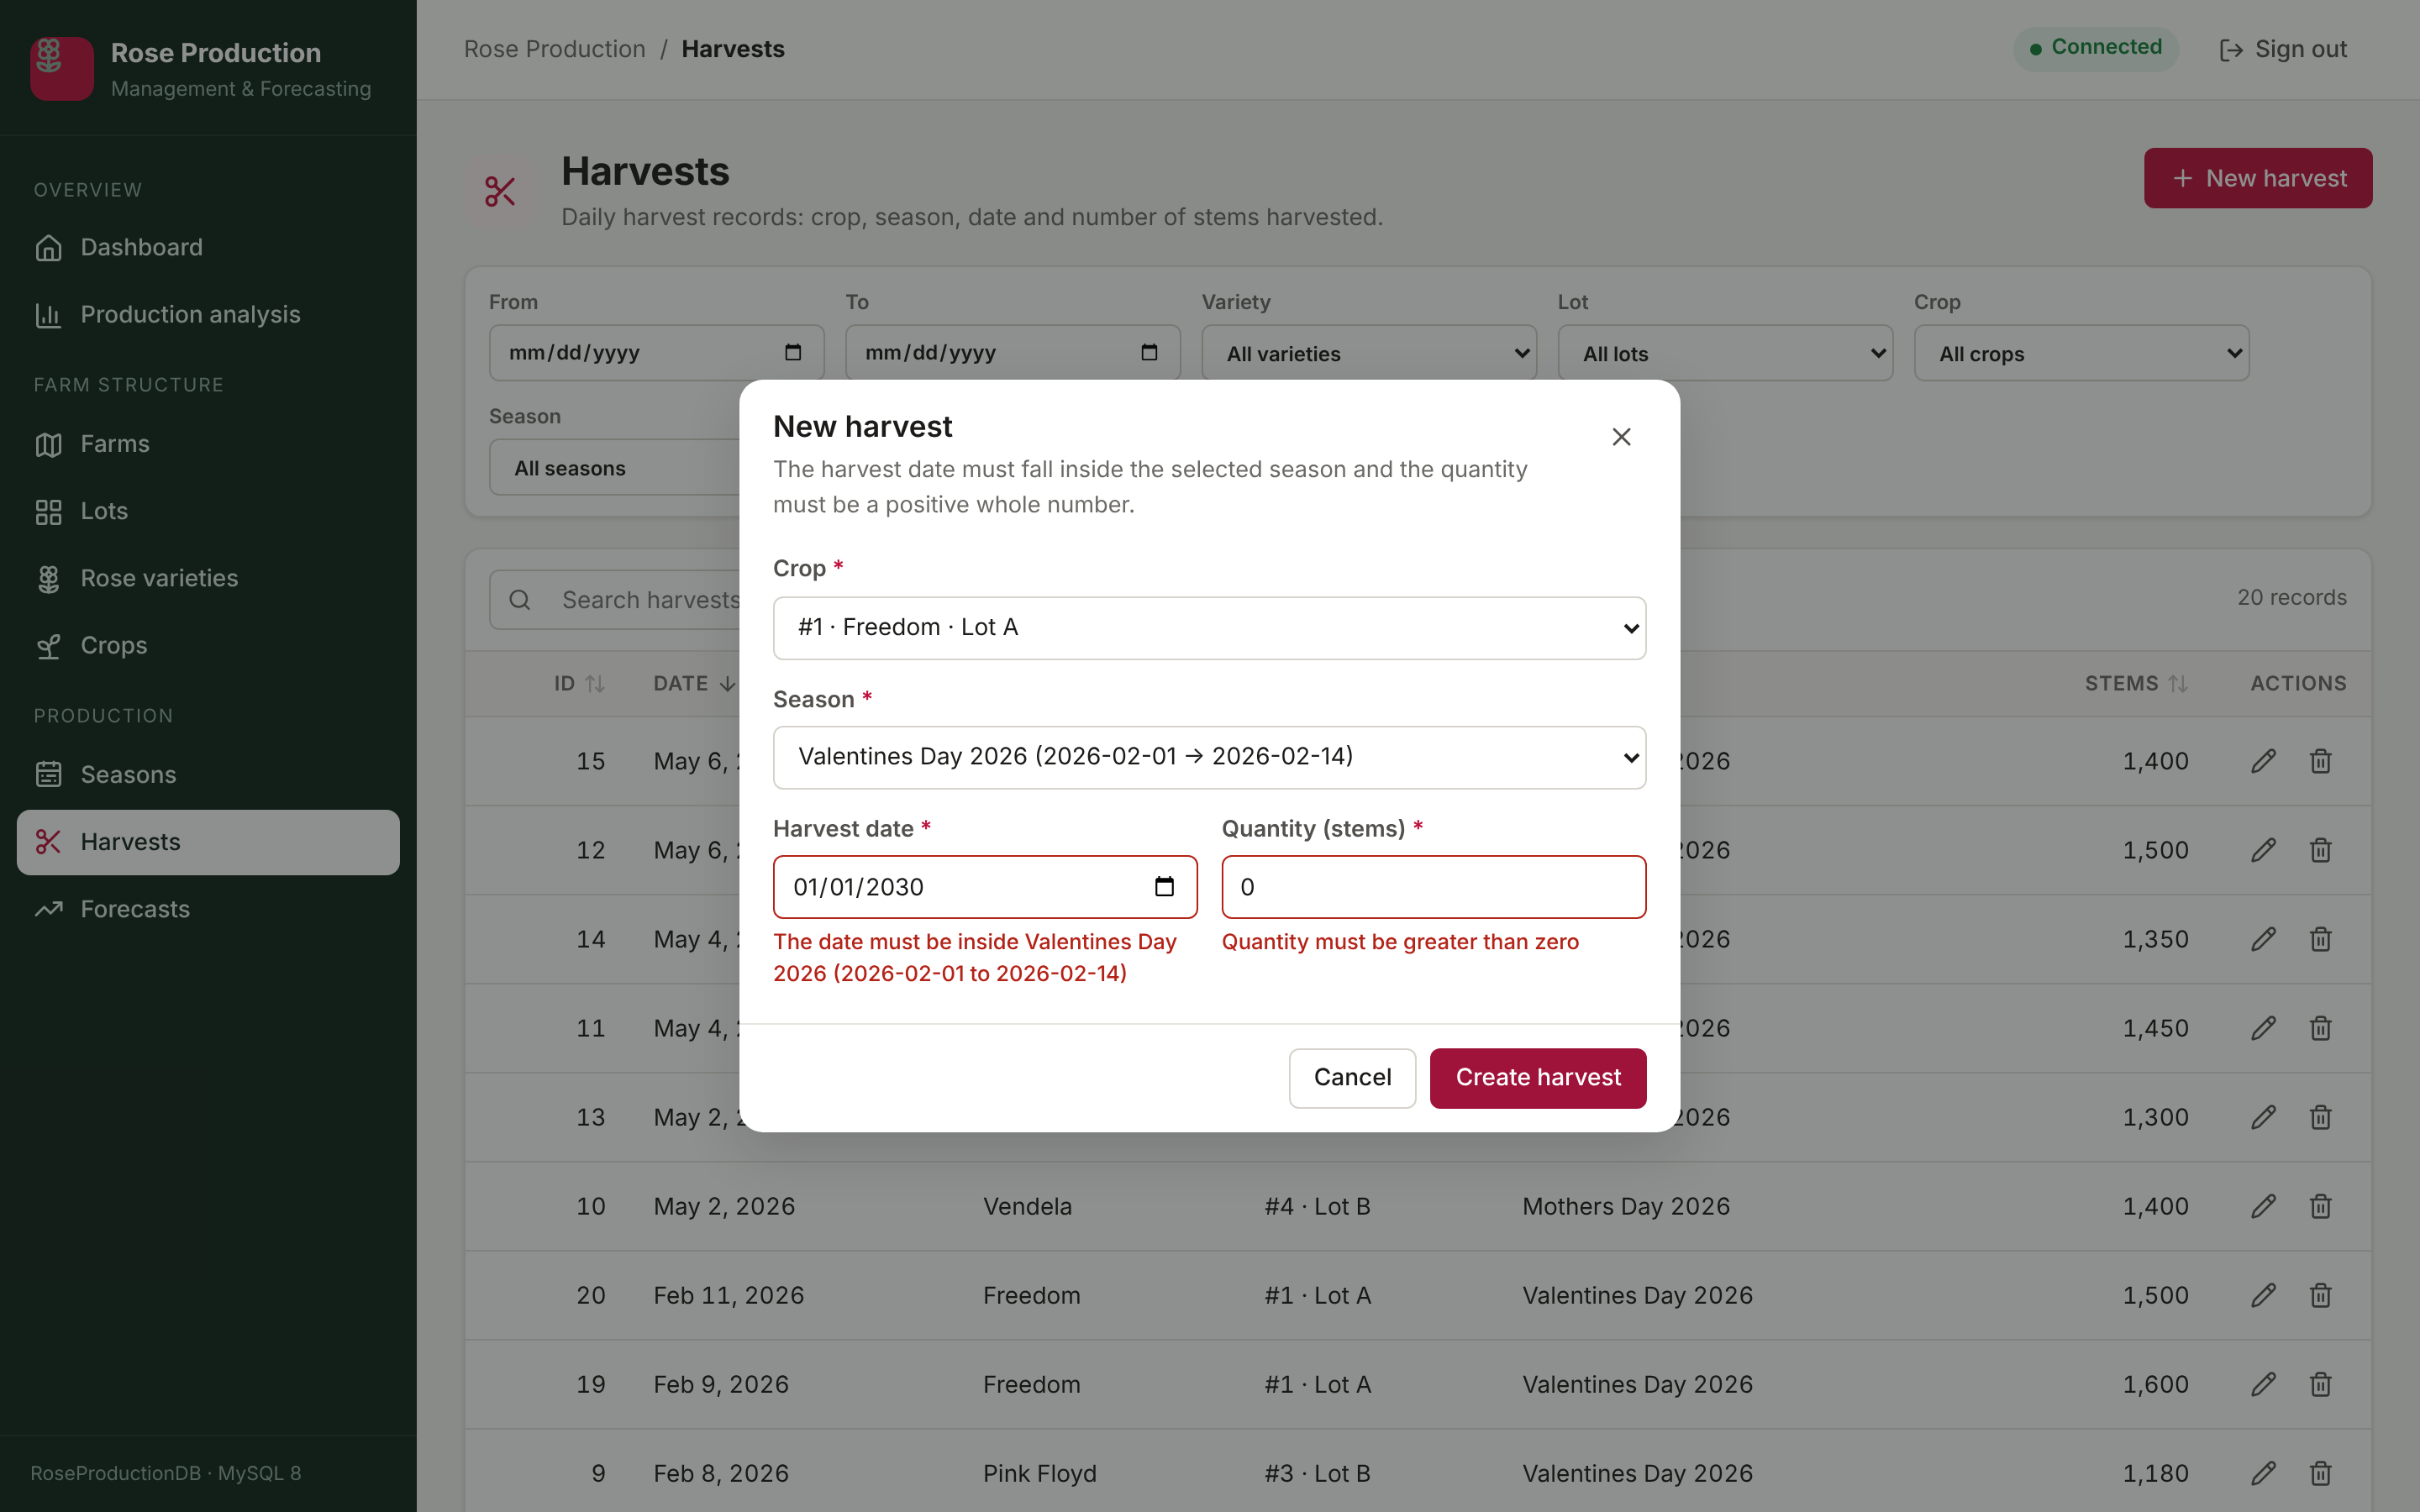 Rose Production
Management & Forecasting
OVERVIEW
Dashboard
Production analysis
FARM STRUCTURE
Farms
Lots
Rose varieties
Crops
PRODUCTION
Seasons
Harvests
Forecasts
RoseProductionDB · MySQL 8
Rose Production / Harvests
Connected
Sign out
Harvests
Daily harvest records: crop, season, date and number of stems harvested.
+ New harvest
From To Variety Lot Crop
mm/dd/yyyy mm/dd/yyyy All varieties All lots All crops
Season
All seasons
Search harvests
20 records
ID DATE STEMS ACTIONS
15 May 6, 2026 1,400
12 May 6, 2026 1,500
14 May 4, 2026 1,350
11 May 4, 2026 1,450
13 May 2, 2026 1,300
10 May 2, 2026 Vendela #4 · Lot B Mothers Day 2026 1,400
20 Feb 11, 2026 Freedom #1 · Lot A Valentines Day 2026 1,500
19 Feb 9, 2026 Freedom #1 · Lot A Valentines Day 2026 1,600
9 Feb 8, 2026 Pink Floyd #3 · Lot B Valentines Day 2026 1,180
New harvest
The harvest date must fall inside the selected season and the quantity
must be a positive whole number.
Crop *
#1 · Freedom · Lot A
Season *
Valentines Day 2026 (2026-02-01 → 2026-02-14)
Harvest date * Quantity (stems) *
01/01/2030 0
The date must be inside Valentines Day
2026 (2026-02-01 to 2026-02-14)
Quantity must be greater than zero
Cancel
Create harvest